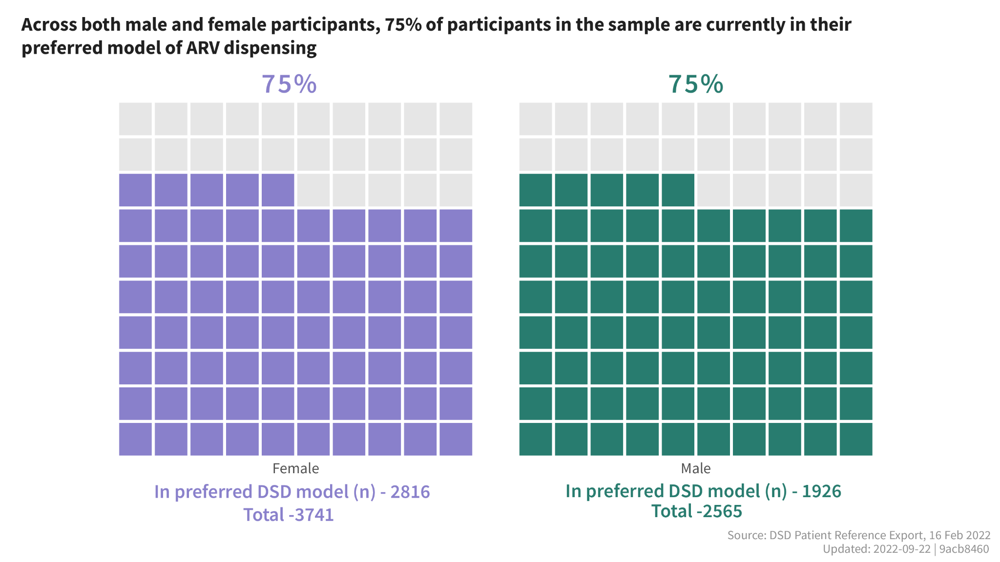 Across both male and female participants, 75% of participants in the sample are currently in their
preferred model of ARV dispensing
75%
75%
Female
Male
In preferred DSD model (n) - 2816
Total -3741
In preferred DSD model (n) - 1926
Total -2565
Source: DSD Patient Reference Export, 16 Feb 2022
Updated: 2022-09-22 | 9acb8460